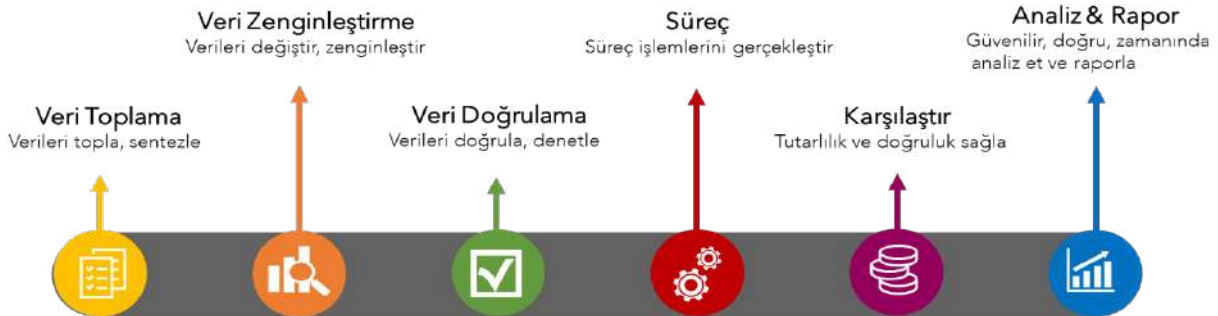 Veri Toplama
Verileri topla, sentezle
Veri Zenginleştirme
Verileri değiştir, zenginleştir
Veri Doğrulama
Verileri doğrula, denetle
Süreç
Süreç işlemlerini gerçekleştir
Karşılaştır
Tutarlılık ve doğruluk sağla
Analiz & Rapor
Güvenilir, doğru, zamanında
analiz et ve raporla